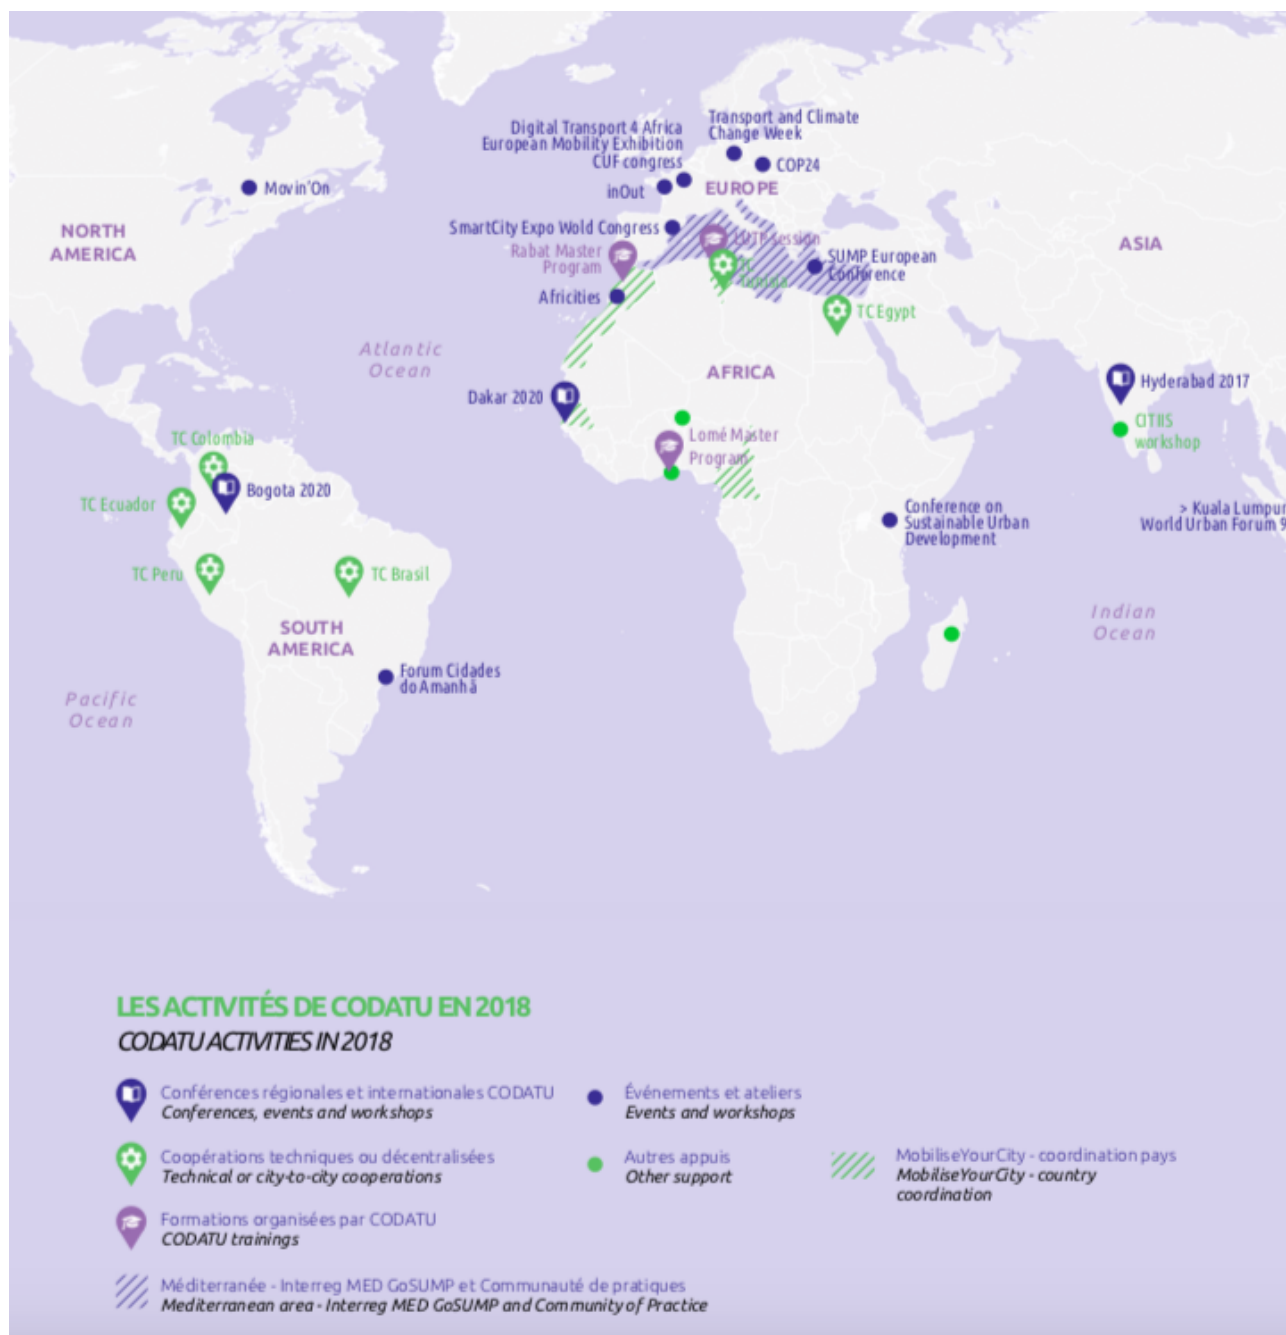 Digital Transport 4 Africa
European Mobility Exhibition
CUF congress
Transport and Climate
Change Week
COP24
Movin'On
inOut
EUROPE
NORTH
AMERICA
SmartCity Expo Wold Congress
LUTP session
ASIA
Rabat Master
Program
SUMP European
Conference
TC
Tunisia
Africities
TC Egypt
Atlantic
Ocean
AFRICA
Hyderabad 2017
Dakar 2020
CITIIS
workshop
TC Colombia
Lomé Master
Program
Bogota 2020
TC Ecuador
Conference on
Sustainable Urban
Development
> Kuala Lumpur
World Urban Forum 9
TC Peru
TC Brasil
Indian
Ocean
SOUTH
AMERICA
Forum Cidades
do Amanhã
Pacific
Ocean
LES ACTIVITÉS DE CODATU EN 2018
CODATU ACTIVITIES IN 2018
Conférences régionales et internationales CODATU
Conferences, events and workshops
Événements et ateliers
Events and workshops
Coopérations techniques ou décentralisées
Technical or city-to-city cooperations
Autres appuis
Other support
MobiliseYourCity - coordination pays
MobiliseYourCity - country
coordination
Formations organisées par CODATU
CODATU trainings
Méditerranée - Interreg MED GoSUMP et Communauté de pratiques
Mediterranean area - Interreg MED GoSUMP and Community of Practice